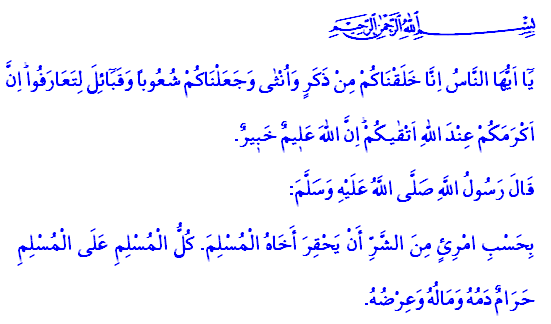 بِسْمِ اللّٰهِ الرَّحْمٰنِ الرَّحِيمِ
يَٓا اَيُّهَا النَّاسُ اِنَّا خَلَقْنَاكُمْ مِنْ ذَكَرٍ وَاُنْثٰى وَجَعَلْنَاكُمْ شُعُوباً وَقَبَٓائِلَ لِتَعَارَفُواۜ اِنَّ
اَكْرَمَكُمْ عِنْدَ اللّٰهِ اَتْقٰيكُمْۜ اِنَّ اللّٰهَ عَل۪يمٌ خَب۪يرٌ.
قَالَ رَسُولُ اللَّهِ صَلَّى اللَّهُ عَلَيْهِ وَسَلَّمَ:
بِحَسْبِ امْرِئٍ مِنَ الشَّرِّ أَنْ يَحْقِرَ أَخَاهُ الْمُسْلِمَ. كُلُّ الْمُسْلِمِ عَلَى الْمُسْلِمِ
حَرَامٌ دَمُهُ وَمَالُهُ وَعِرْضُهُ.